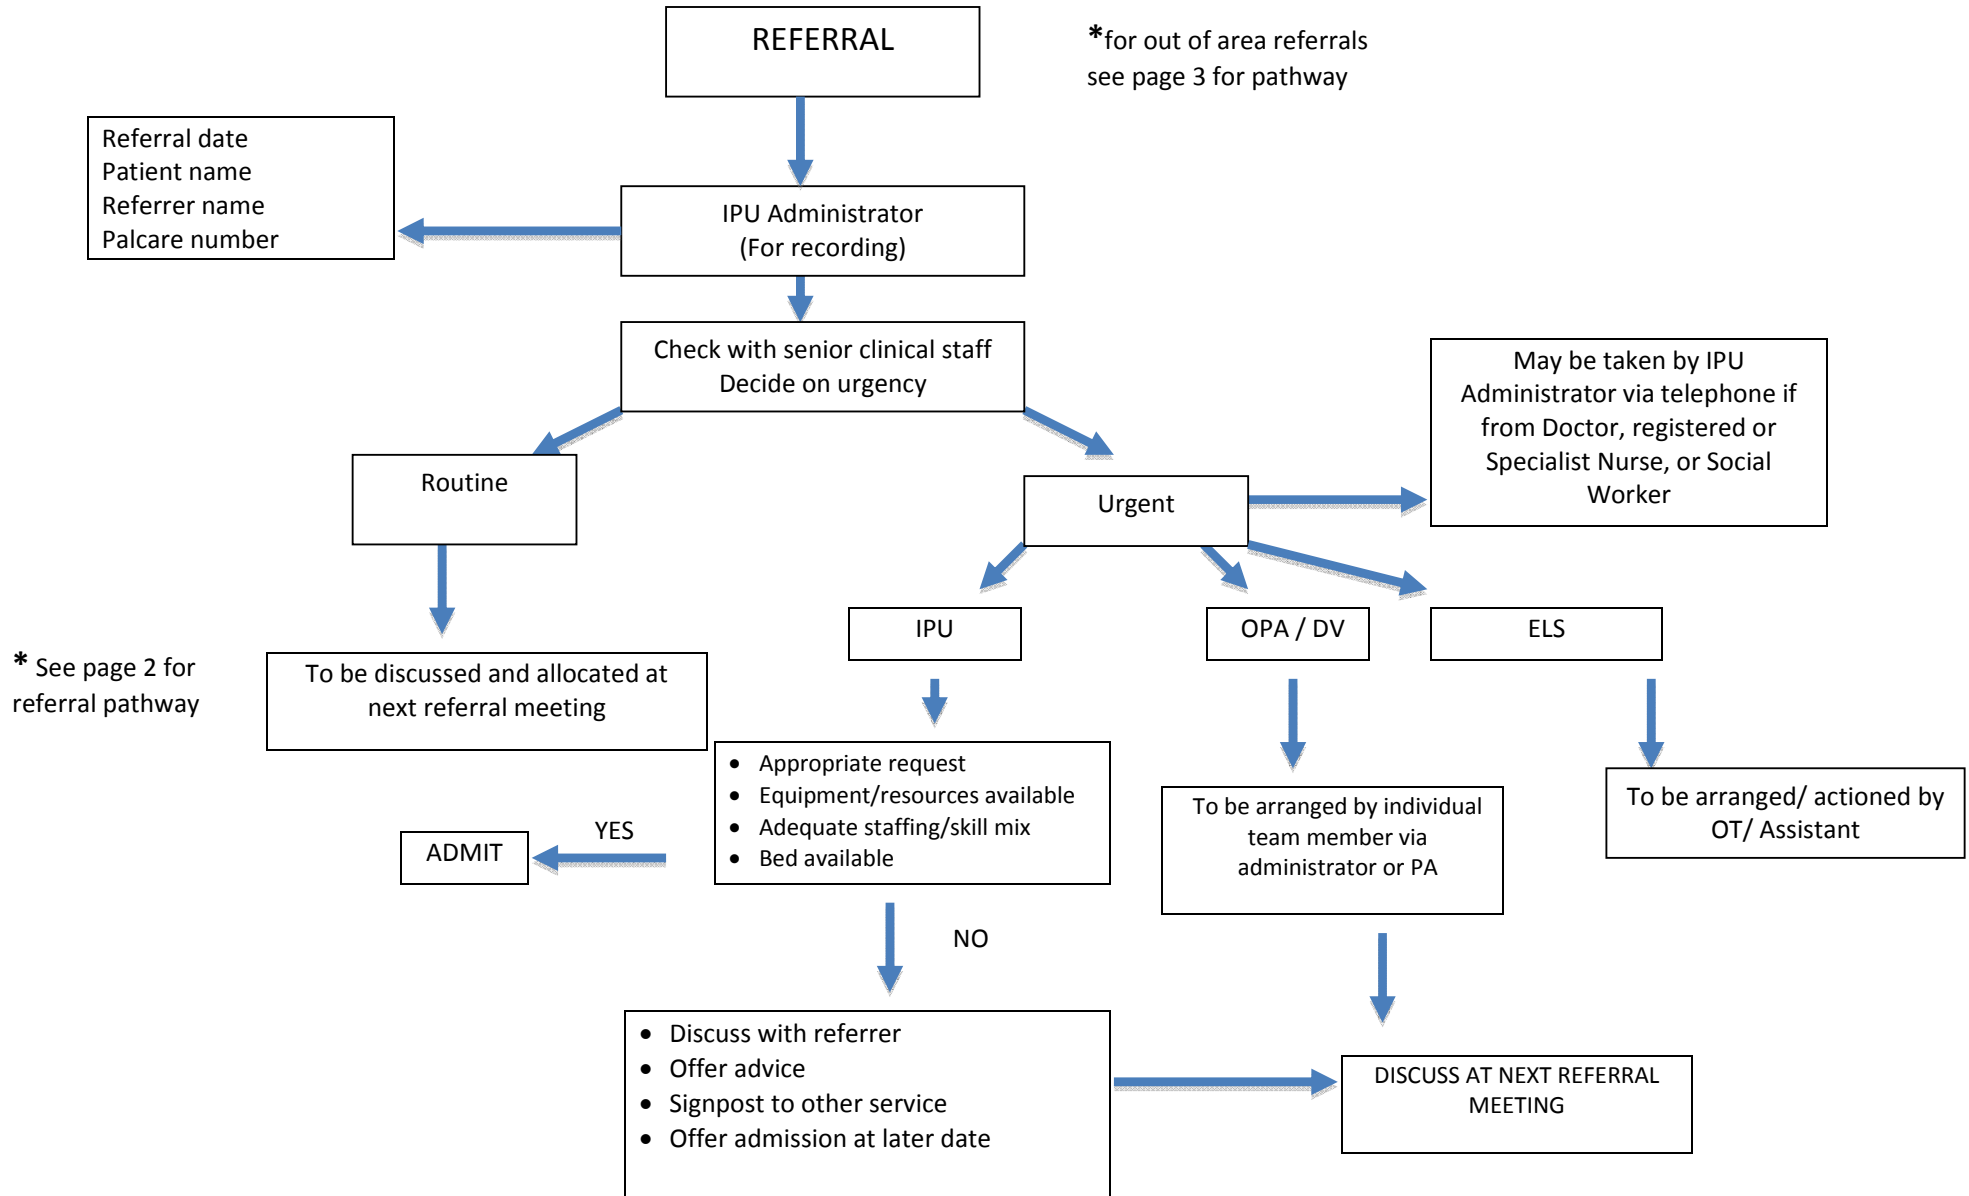 REFERRAL
*for out of area referrals
see page 3 for pathway
Referral date
Patient name
Referrer name
Palcare number
IPU Administrator
(For recording)
Check with senior clinical staff
Decide on urgency
May be taken by IPU
Administrator via telephone if
from Doctor, registered or
Specialist Nurse, or Social
Worker
Routine
Urgent
IPU
OPA / DV
ELS
* See page 2 for
referral pathway
To be discussed and allocated at
next referral meeting
• Appropriate request
• Equipment/resources available
• Adequate staffing/skill mix
• Bed available
To be arranged by individual
team member via
administrator or PA
To be arranged/ actioned by
OT/ Assistant
YES
ADMIT
NO
• Discuss with referrer
• Offer advice
• Signpost to other service
• Offer admission at later date
DISCUSS AT NEXT REFERRAL
MEETING